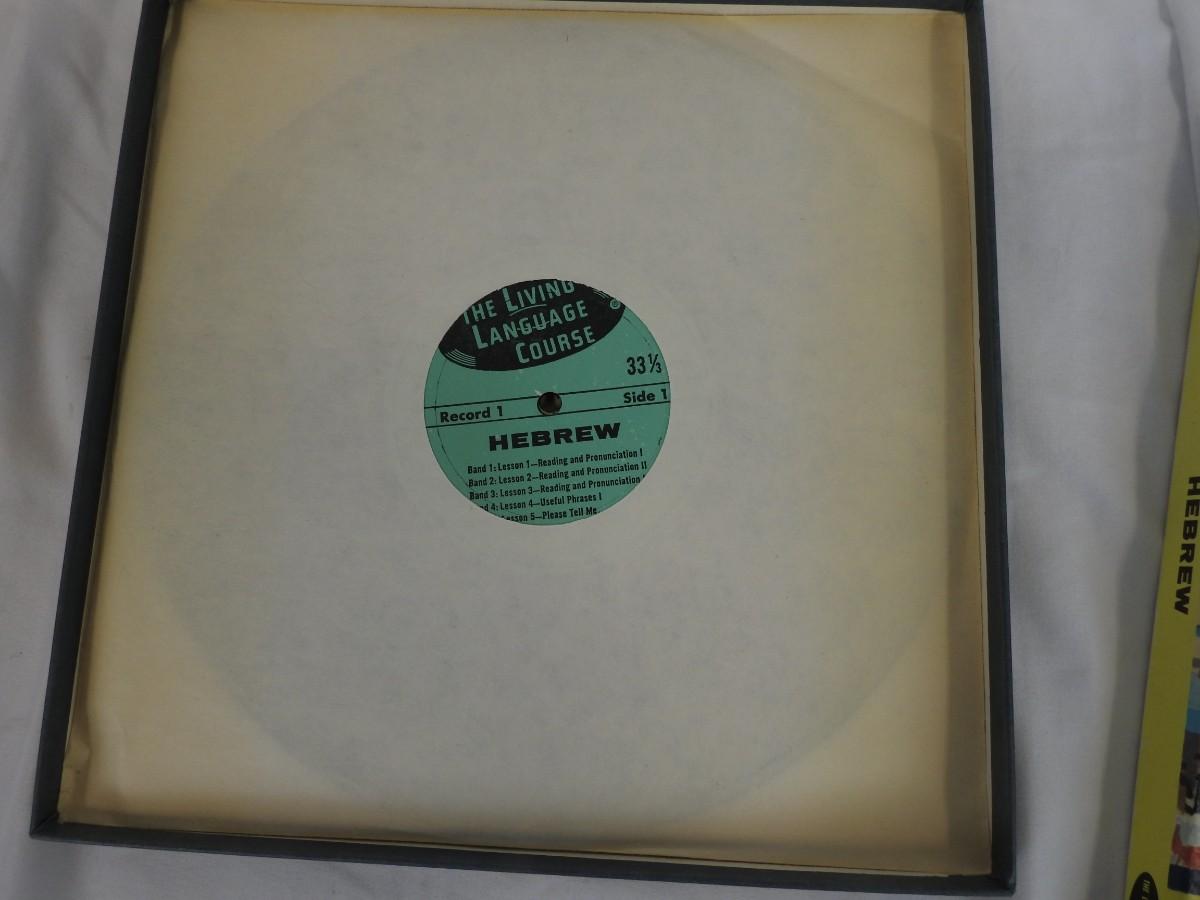 THE LIVING
LANGUAGE
COURSE
33⅓
Record 1
Side 1
HEBREW
Band 1: Lesson 1—Reading and Pronunciation I
Band 2: Lesson 2—Reading and Pronunciation II
Band 3: Lesson 3—Reading and Pronunciation
4: Lesson 4—Useful Phrases I
5—Please Tell Me
HEBREW